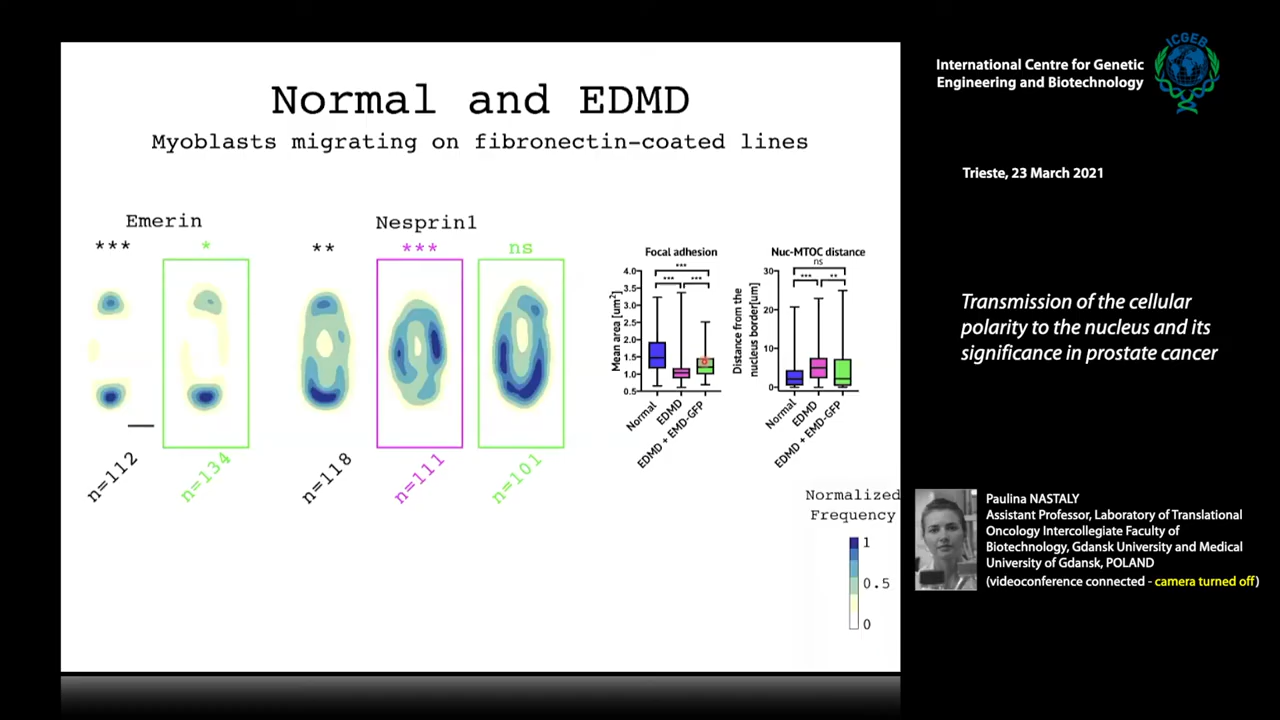 Normal and EDMD
Myoblasts migrating on fibronectin-coated lines
Emerin
Nesprin1
***
*
**
***
ns
n=112
n=134
n=118
n=111
n=101
Focal adhesion
***
***
***
Mean area [um²]
4.0
3.5
3.0
2.5
2.0
1.5
1.0
0.5
Normal
EDMD
EDMD + EMD-GFP
Nuc-MTOC distance
ns
***
**
Distance from the
nucleus border[um]
30
20
10
0
Normal
EDMD
EDMD + EMD-GFP
Normalized
Frequency
1
0.5
0
International Centre for Genetic
Engineering and Biotechnology
ICGEB
Trieste, 23 March 2021
Transmission of the cellular
polarity to the nucleus and its
significance in prostate cancer
Paulina NASTALY
Assistant Professor, Laboratory of Translational
Oncology Intercollegiate Faculty of
Biotechnology, Gdansk University and Medical
University of Gdansk, POLAND
(videoconference connected - camera turned off)